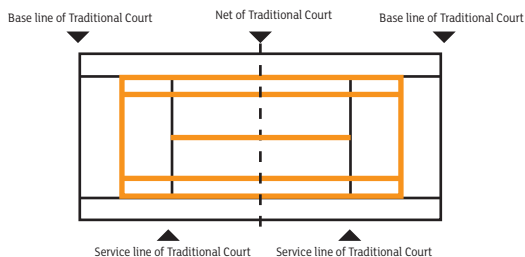 Base line of Traditional Court
Net of Traditional Court
Base line of Traditional Court
Service line of Traditional Court
Service line of Traditional Court